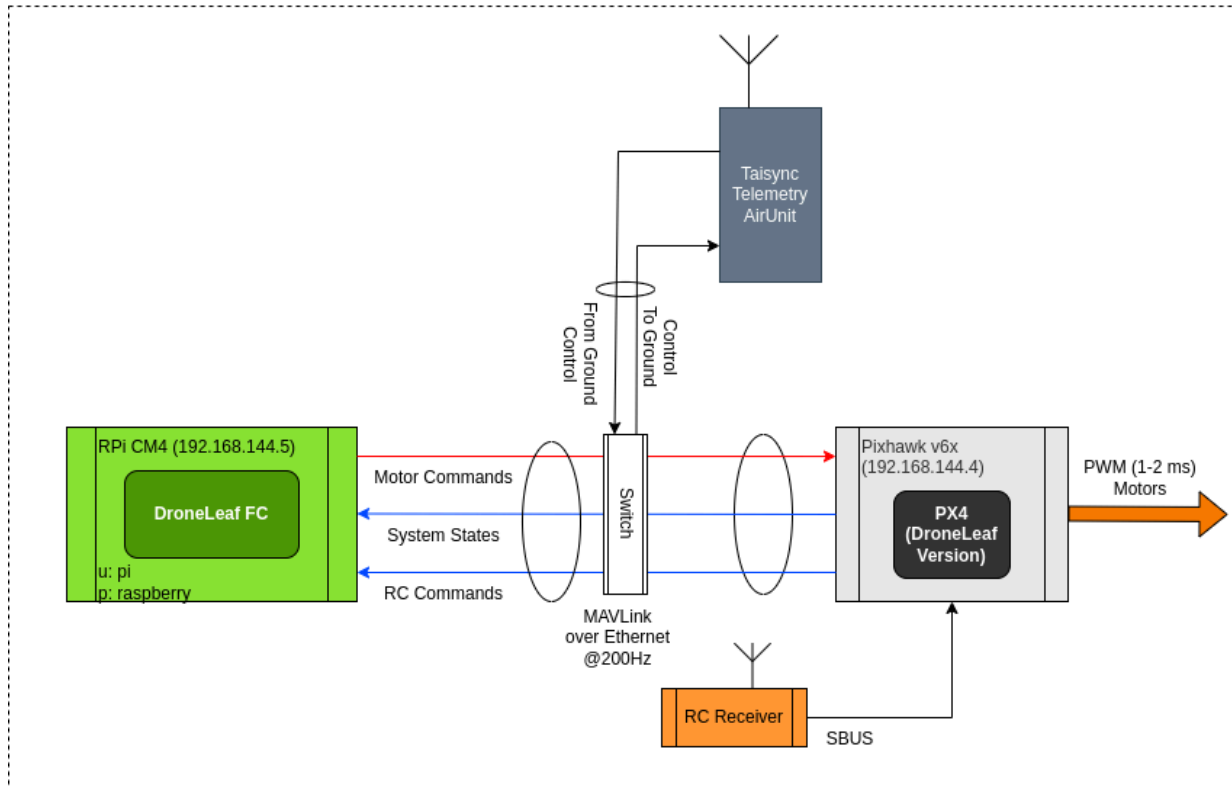 Taisync
Telemetry
AirUnit
From Ground
Control
Control
To Ground
RPi CM4 (192.168.144.5)
DroneLeaf FC
u: pi
p: raspberry
Motor Commands
System States
RC Commands
Switch
MAVLink
over Ethernet
@200Hz
Pixhawk v6x
(192.168.144.4)
PX4
(DroneLeaf
Version)
PWM (1-2 ms)
Motors
RC Receiver
SBUS